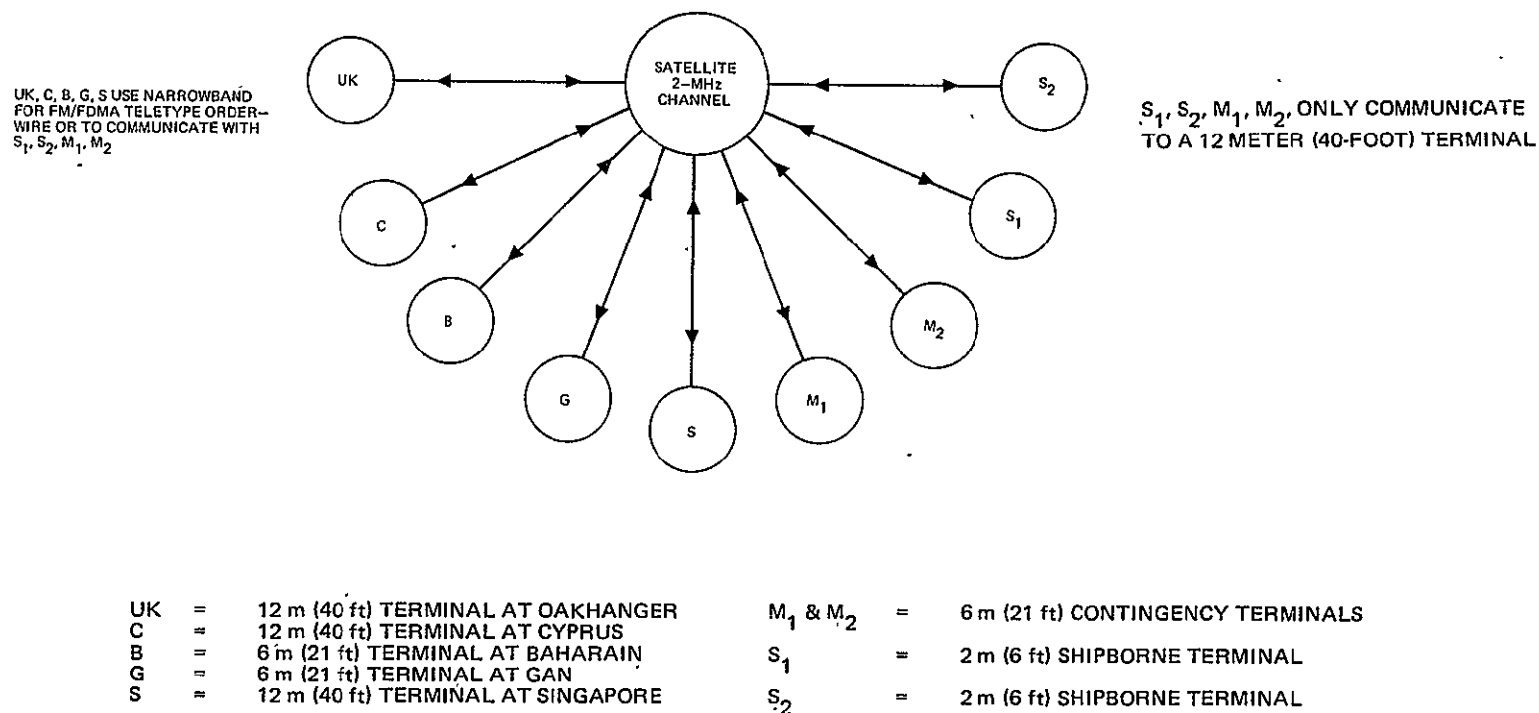 UK
SATELLITE
2–MHz
CHANNEL
S2
UK, C, B, G, S USE NARROWBAND
FOR FM/FDMA TELETYPE ORDER–
WIRE OR TO COMMUNICATE WITH
S1, S2, M1, M2
S1, S2, M1, M2, ONLY COMMUNICATE
TO A 12 METER (40-FOOT) TERMINAL
C
S1
B
M2
G
S
M1
UK = 12 m (40 ft) TERMINAL AT OAKHANGER
C = 12 m (40 ft) TERMINAL AT CYPRUS
B = 6 m (21 ft) TERMINAL AT BAHARAIN
G = 6 m (21 ft) TERMINAL AT GAN
S = 12 m (40 ft) TERMINAL AT SINGAPORE
M1 & M2 = 6 m (21 ft) CONTINGENCY TERMINALS
S1 = 2 m (6 ft) SHIPBORNE TERMINAL
S2 = 2 m (6 ft) SHIPBORNE TERMINAL